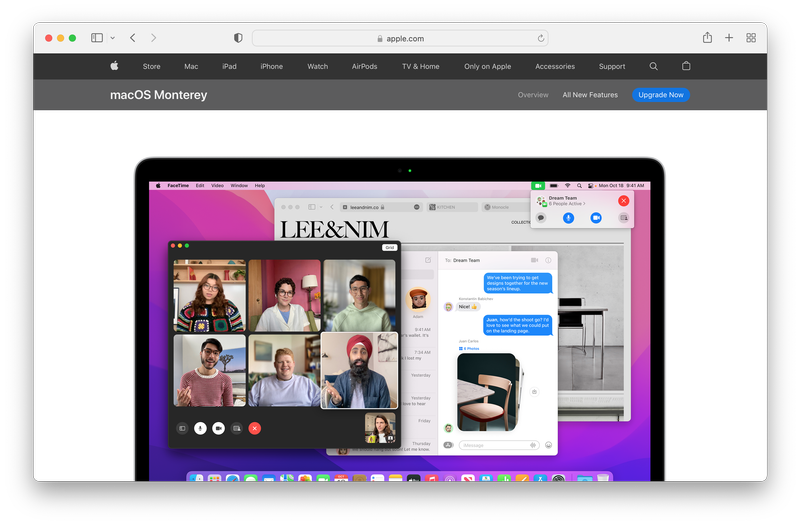 apple.com
Store Mac iPad iPhone Watch AirPods TV & Home Only on Apple Accessories Support
macOS Monterey
Overview All New Features Upgrade Now
FaceTime Edit Video Window Help
Mon Oct 18 9:41 AM
leeandnim.co
KITCHEN
Dream Team
6 People Active >
LEE&NIM
Grid
To: Dream Team
We've been trying to get
designs together for the new
season's lineup.
Nice! 👍
Adam
9:41 AM
Juan, how'd the shoot go? I'd
love to see what we could put
on the landing page.
7:34 AM
Juan Carlos
8 Photos
Yesterday
Yesterday
Friday
Thursday
iMessage